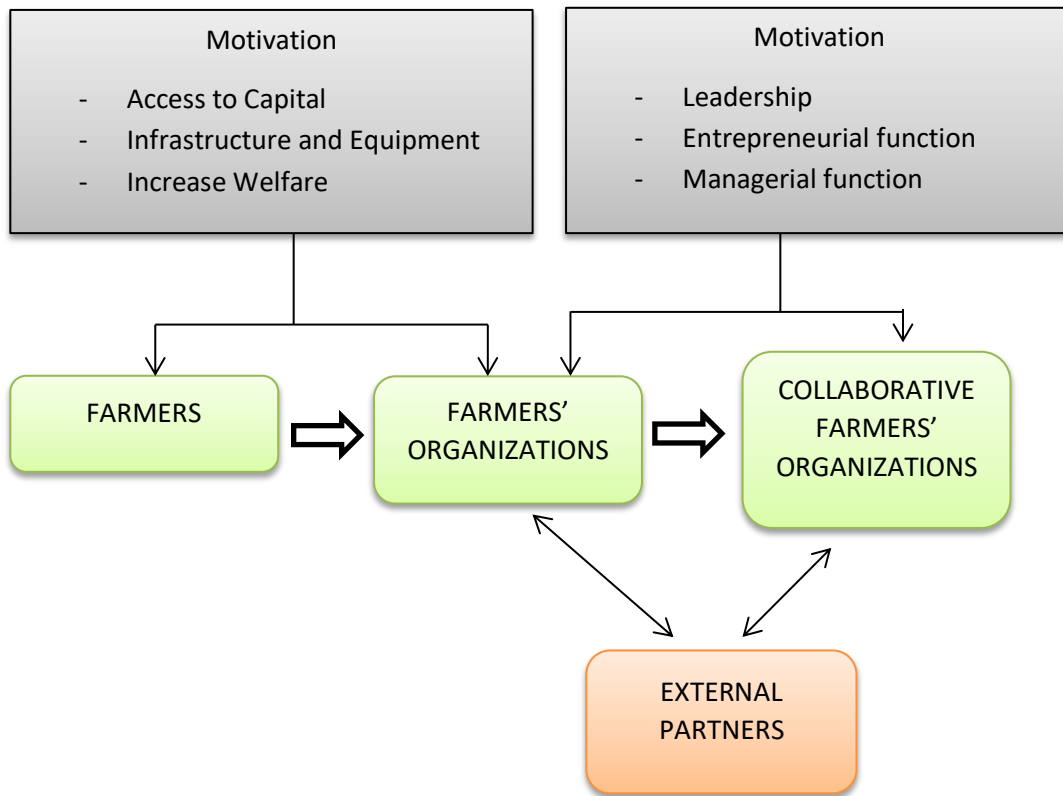 Motivation
- Access to Capital
- Infrastructure and Equipment
- Increase Welfare
Motivation
- Leadership
- Entrepreneurial function
- Managerial function
FARMERS
FARMERS’
ORGANIZATIONS
COLLABORATIVE
FARMERS’
ORGANIZATIONS
EXTERNAL
PARTNERS